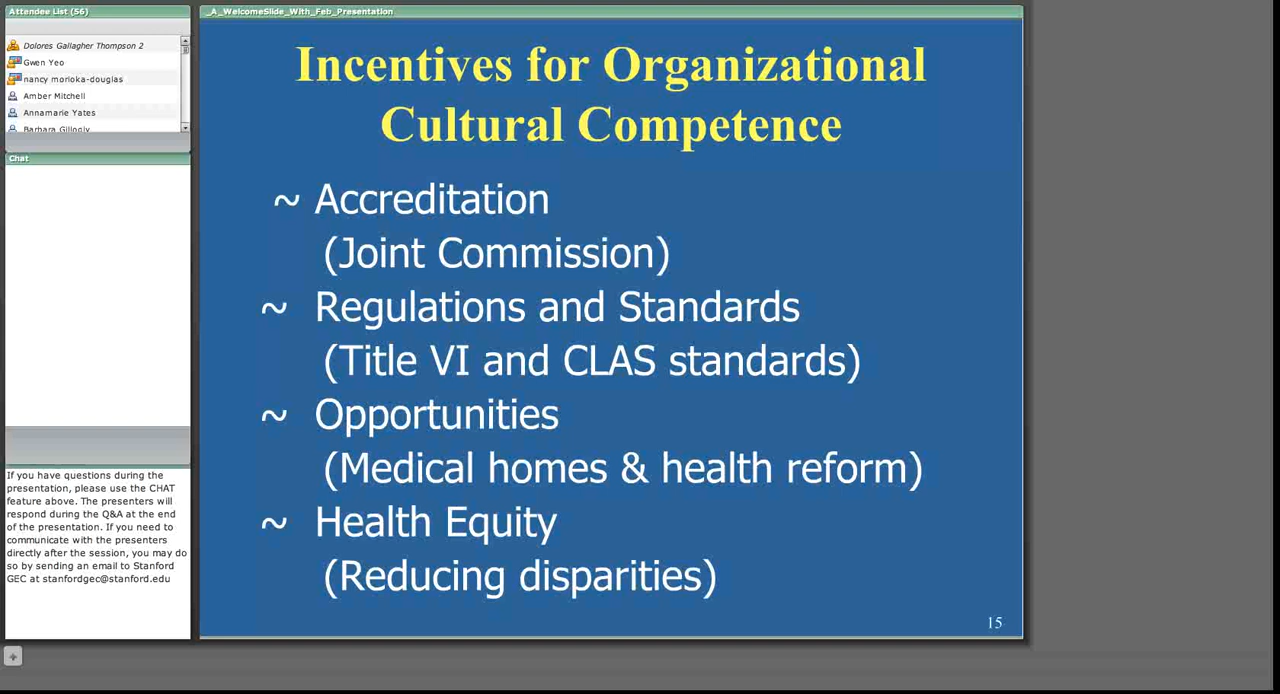 Attendee List (56)
Dolores Gallagher Thompson 2
Gwen Yeo
nancy morioka-douglas
Amber Mitchell
Annamarie Yates
Barbara Gillogly
Chat
If you have questions during the
presentation, please use the CHAT
feature above. The presenters will
respond during the Q&A at the end
of the presentation. If you need to
communicate with the presenters
directly after the session, you may do
so by sending an email to Stanford
GEC at stanfordgec@stanford.edu
_A_WelcomeSlide_With_Feb_Presentation
Incentives for Organizational
Cultural Competence
~ Accreditation
(Joint Commission)
~ Regulations and Standards
(Title VI and CLAS standards)
~ Opportunities
(Medical homes & health reform)
~ Health Equity
(Reducing disparities)
15